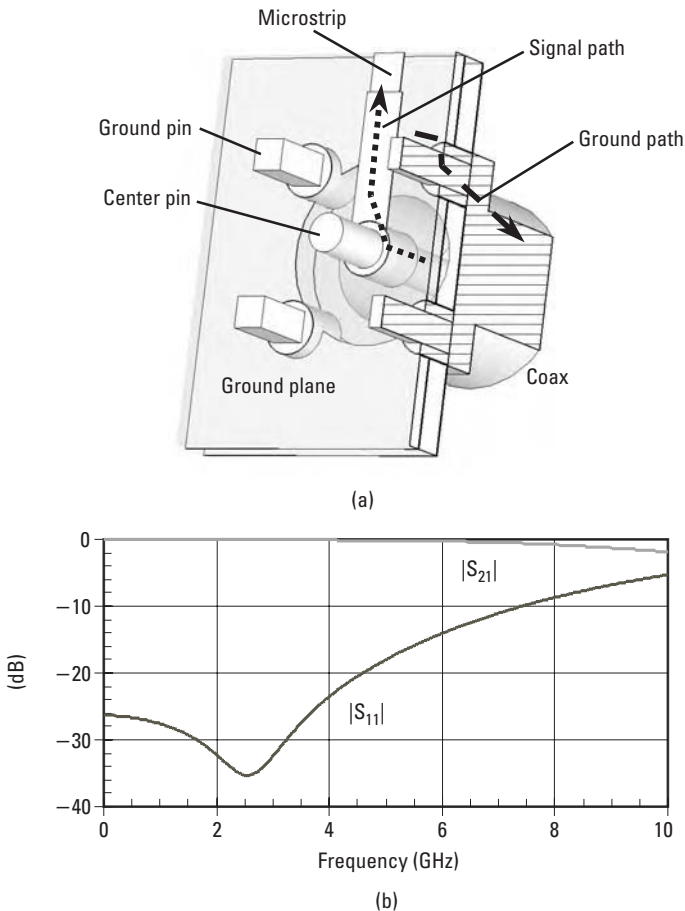 Microstrip
Signal path
Ground pin
Ground path
Center pin
Ground plane
Coax
(a)
0
−10
−20
−30
−40
(dB)
|S21|
|S11|
0 2 4 6 8 10
Frequency (GHz)
(b)